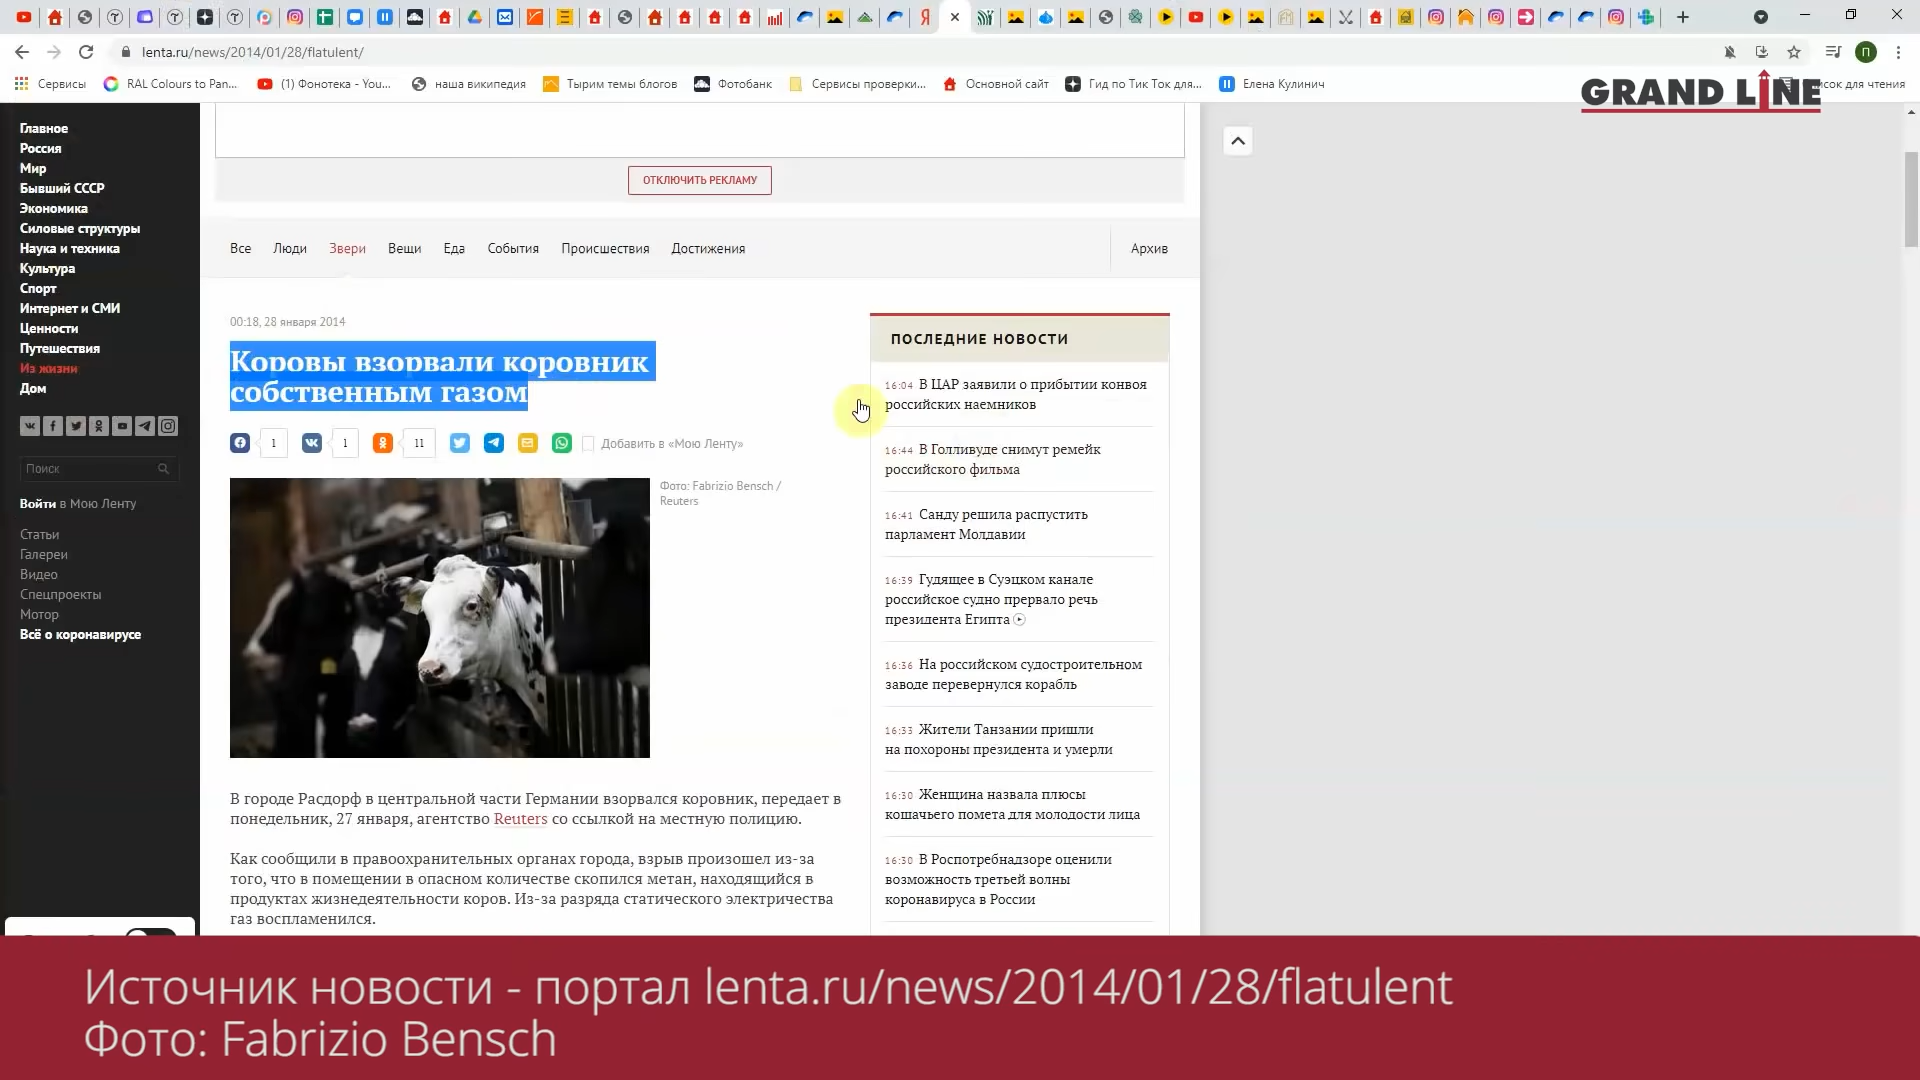 lenta.ru/news/2014/01/28/flatulent/
Сервисы
RAL Colours to Pan...
(1) Фонотека - You...
наша википедия
Тырим темы блогов
Фотобанк
Сервисы проверки...
Основной сайт
Гид по Тик Ток для...
Елена Кулинич
для чтения
GRAND LINE
Главное
Россия
Мир
Бывший СССР
Экономика
Силовые структуры
Наука и техника
Культура
Спорт
Интернет и СМИ
Ценности
Путешествия
Из жизни
Дом
Поиск
Войти в Мою Ленту
Статьи
Галереи
Видео
Спецпроекты
Мотор
Всё о коронавирусе
ОТКЛЮЧИТЬ РЕКЛАМУ
Все Люди Звери Вещи Еда События Происшествия Достижения Архив
00:18, 28 января 2014
Коровы взорвали коровник
собственным газом
1 1 11 Добавить в «Мою Ленту»
Фото: Fabrizio Bensch /
Reuters
В городе Расдорф в центральной части Германии взорвался коровник, передает в
понедельник, 27 января, агентство Reuters со ссылкой на местную полицию.
Как сообщили в правоохранительных органах города, взрыв произошел из-за
того, что в помещении в опасном количестве скопился метан, находящийся в
продуктах жизнедеятельности коров. Из-за разряда статического электричества
газ воспламенился.
ПОСЛЕДНИЕ НОВОСТИ
16:04 В ЦАР заявили о прибытии конвоя
российских наемников
16:44 В Голливуде снимут ремейк
российского фильма
16:41 Санду решила распустить
парламент Молдавии
16:39 Гудящее в Суэцком канале
российское судно прервало речь
президента Египта
16:36 На российском судостроительном
заводе перевернулся корабль
16:33 Жители Танзании пришли
на похороны президента и умерли
16:30 Женщина назвала плюсы
кошачьего помета для молодости лица
16:30 В Роспотребнадзоре оценили
возможность третьей волны
коронавируса в России
Источник новости - портал lenta.ru/news/2014/01/28/flatulent
Фото: Fabrizio Bensch